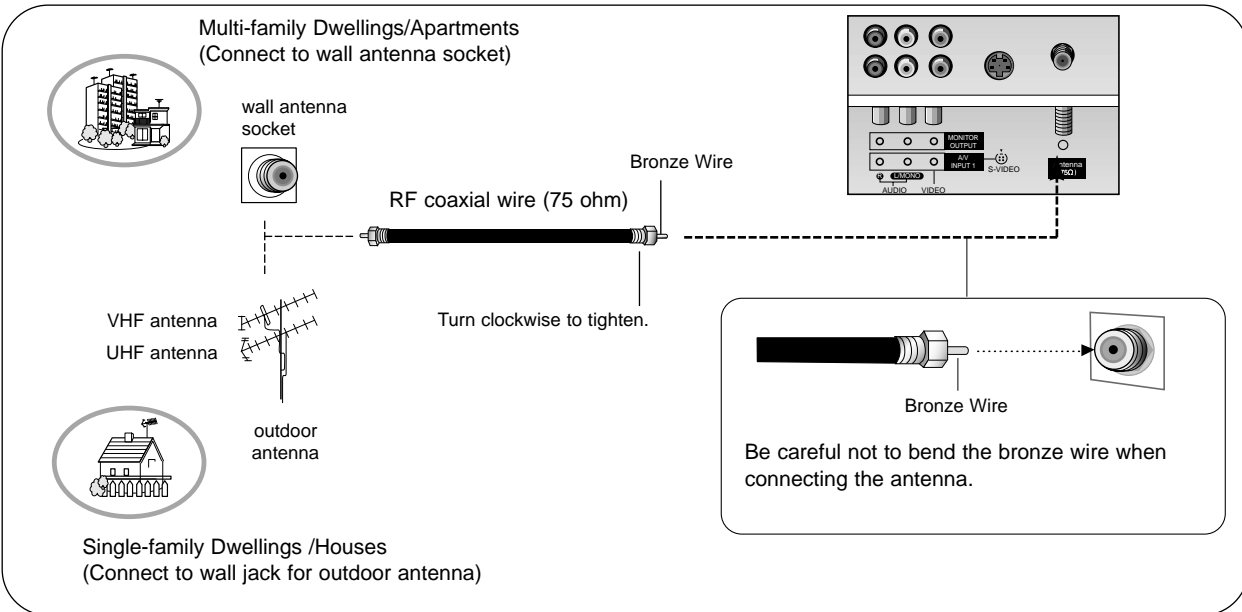 Multi-family Dwellings/Apartments
(Connect to wall antenna socket)
wall antenna
socket
Bronze Wire
RF coaxial wire (75 ohm)
VHF antenna
UHF antenna
Turn clockwise to tighten.
outdoor
antenna
Single-family Dwellings /Houses
(Connect to wall jack for outdoor antenna)
MONITOR
OUTPUT
A/V
INPUT 1
S-VIDEO
R
L/MONO
AUDIO
VIDEO
Bronze Wire
Be careful not to bend the bronze wire when
connecting the antenna.